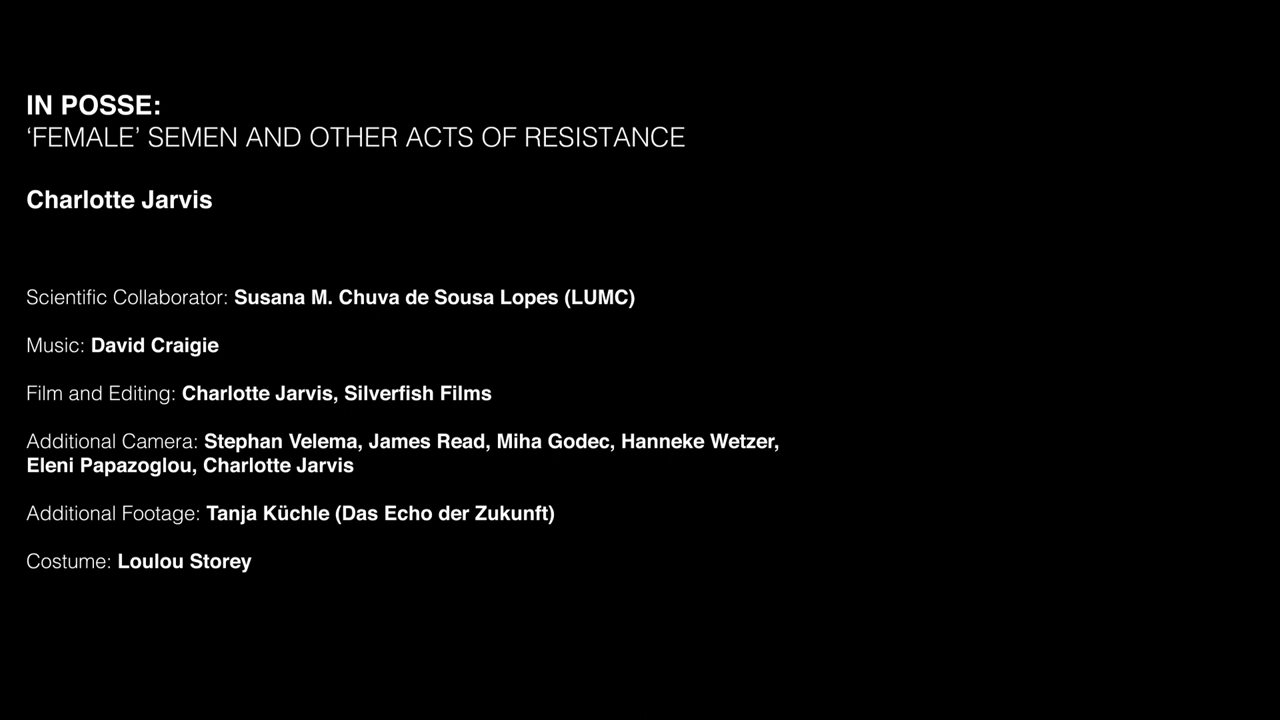 IN POSSE:
‘FEMALE’ SEMEN AND OTHER ACTS OF RESISTANCE
Charlotte Jarvis
Scientific Collaborator: Susana M. Chuva de Sousa Lopes (LUMC)
Music: David Craigie
Film and Editing: Charlotte Jarvis, Silverfish Films
Additional Camera: Stephan Velema, James Read, Miha Godec, Hanneke Wetzer,
Eleni Papazoglou, Charlotte Jarvis
Additional Footage: Tanja Küchle (Das Echo der Zukunft)
Costume: Loulou Storey